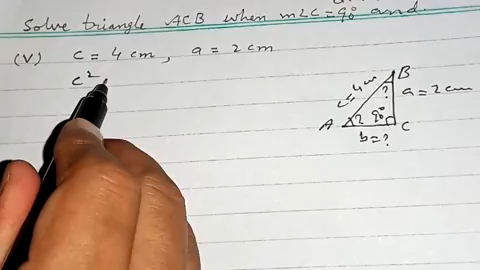 Solve triangle ACB when m∠C=90° and.
(V) c = 4 cm, a = 2 cm
c²
B
c=4cm
?
a = 2 cm
A ? 90° C
b = ?